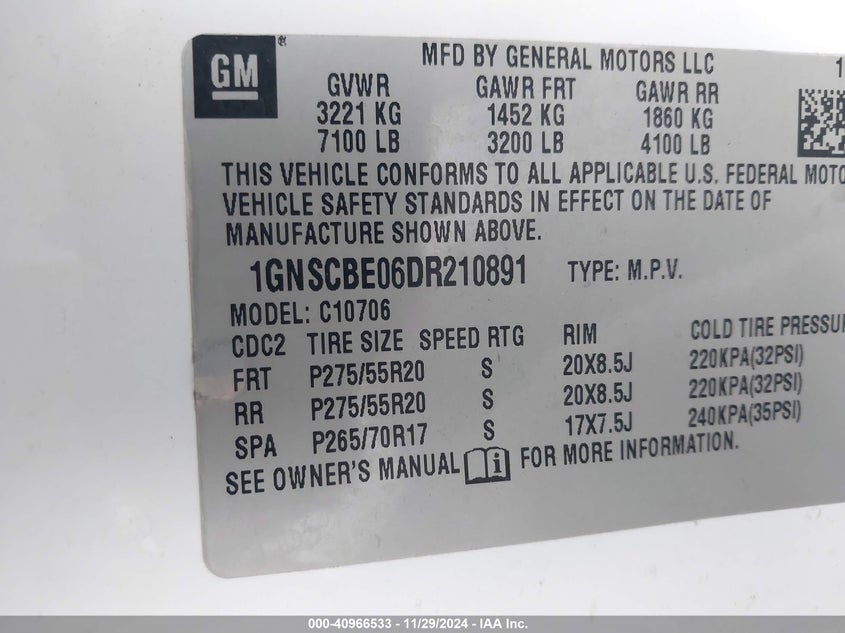 GM®
MFD BY GENERAL MOTORS LLC
GVWR GAWR FRT GAWR RR
3221 KG 1452 KG 1860 KG
7100 LB 3200 LB 4100 LB
THIS VEHICLE CONFORMS TO ALL APPLICABLE U.S. FEDERAL
VEHICLE SAFETY STANDARDS IN EFFECT ON THE DATE OF
MANUFACTURE SHOWN ABOVE.
1GNSCBE06DR210891 TYPE: M.P.V.
MODEL: C10706
CDC2 TIRE SIZE SPEED RTG RIM COLD TIRE
FRT P275/55R20 S 20X8.5J 220KPA(32PSI)
RR P275/55R20 S 20X8.5J 220KPA(32PSI)
SPA P265/70R17 S 17X7.5J 240KPA(35PSI)
SEE OWNER'S MANUAL i FOR MORE INFORMATION.
000-40966533 - 11/29/2024 - IAA Inc.